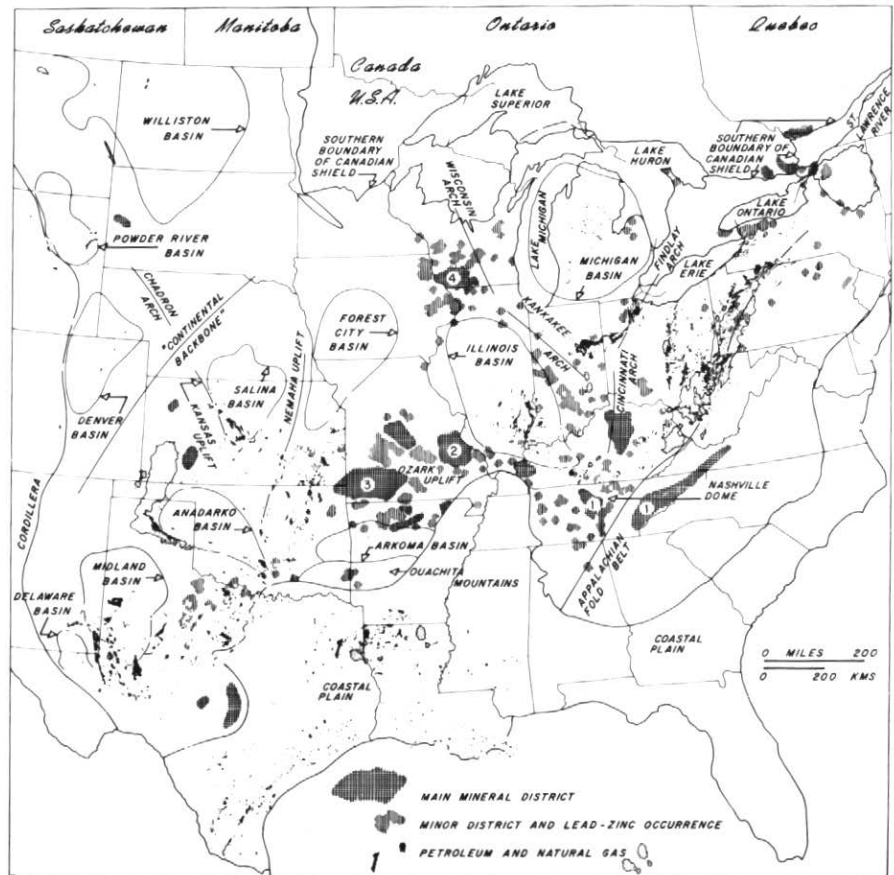 Saskatchewan
Manitoba
Ontario
Quebec
Canada
U.S.A.
LAKE
SUPERIOR
WILLISTON
BASIN
SOUTHERN
BOUNDARY
OF CANADIAN
SHIELD
WISCONSIN
ARCH
LAKE
HURON
SOUTHERN
BOUNDARY OF
CANADIAN
SHIELD
ST.
LAWRENCE
RIVER
LAKE
ONTARIO
POWDER RIVER
BASIN
LAKE
MICHIGAN
MICHIGAN
BASIN
FINDLAY
ARCH
LAKE
ERIE
4
CHADRON
ARCH
"CONTINENTAL
BACKBONE"
FOREST
CITY
BASIN
KANKAKEE
ARCH
ILLINOIS
BASIN
CINCINNATI
ARCH
SALINA
BASIN
NEMAHA UPLIFT
DENVER
BASIN
KANSAS
UPLIFT
2
OZARK
UPLIFT
3
NASHVILLE
DOME
1
1
CORDILLERA
ANADARKO
BASIN
ARKOMA BASIN
OUACHITA
MOUNTAINS
APPALACHIAN
FOLD
BELT
MIDLAND
BASIN
DELAWARE
BASIN
COASTAL
PLAIN
COASTAL
PLAIN
0 MILES 200
0 200 KMS
MAIN MINERAL DISTRICT
MINOR DISTRICT AND LEAD-ZINC OCCURRENCE
PETROLEUM AND NATURAL GAS